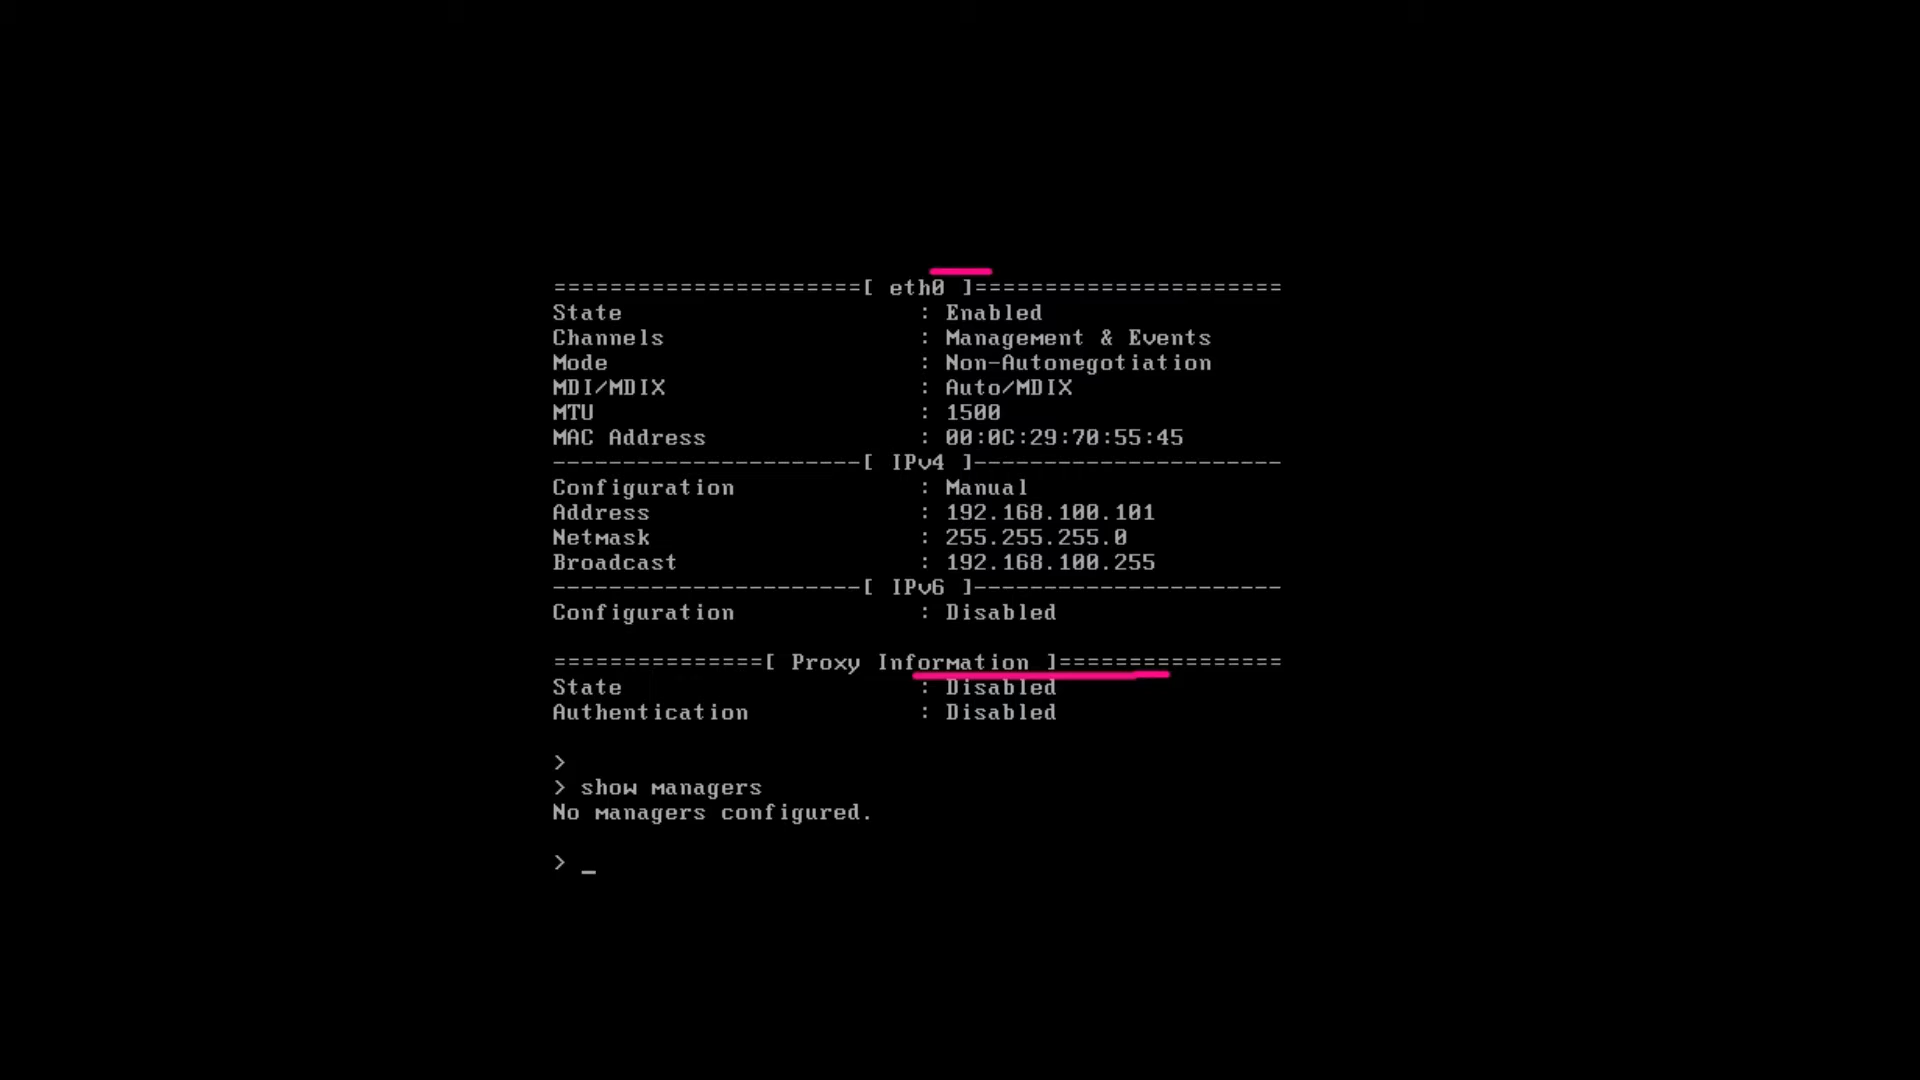 ======================[ eth0 ]======================
State : Enabled
Channels : Management & Events
Mode : Non-Autonegotiation
MDI/MDIX : Auto/MDIX
MTU : 1500
MAC Address : 00:0C:29:70:55:45
----------------------[ IPv4 ]----------------------
Configuration : Manual
Address : 192.168.100.101
Netmask : 255.255.255.0
Broadcast : 192.168.100.255
----------------------[ IPv6 ]----------------------
Configuration : Disabled
===============[ Proxy Information ]================
State : Disabled
Authentication : Disabled
>
> show managers
No managers configured.
> _